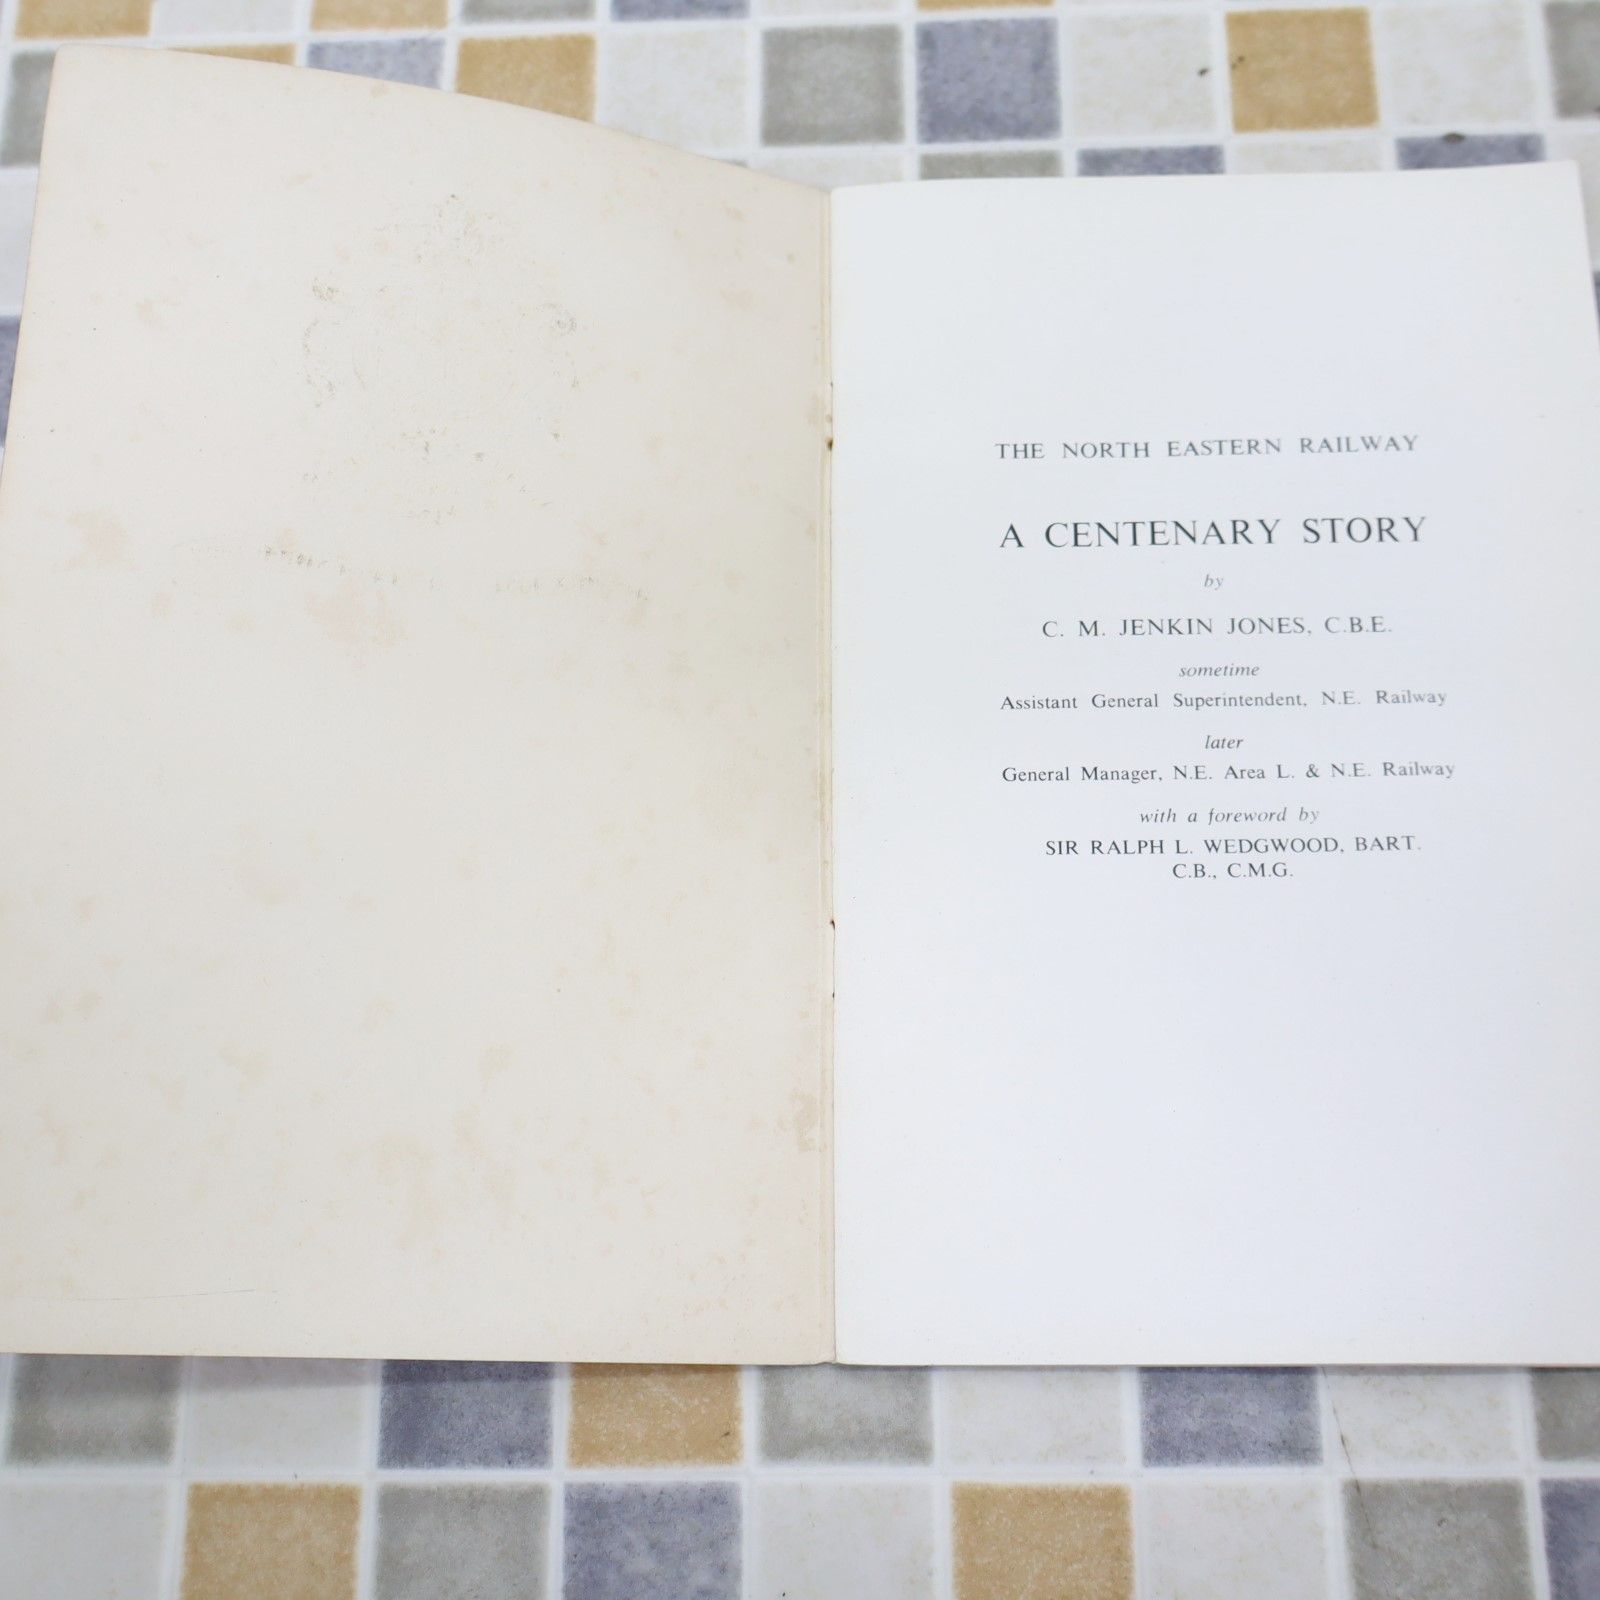 THE NORTH EASTERN RAILWAY
A CENTENARY STORY
by
C. M. JENKIN JONES, C.B.E.
sometime
Assistant General Superintendent, N.E. Railway
later
General Manager, N.E. Area L. & N.E. Railway
with a foreword by
SIR RALPH L. WEDGWOOD, BART.
C.B., C.M.G.